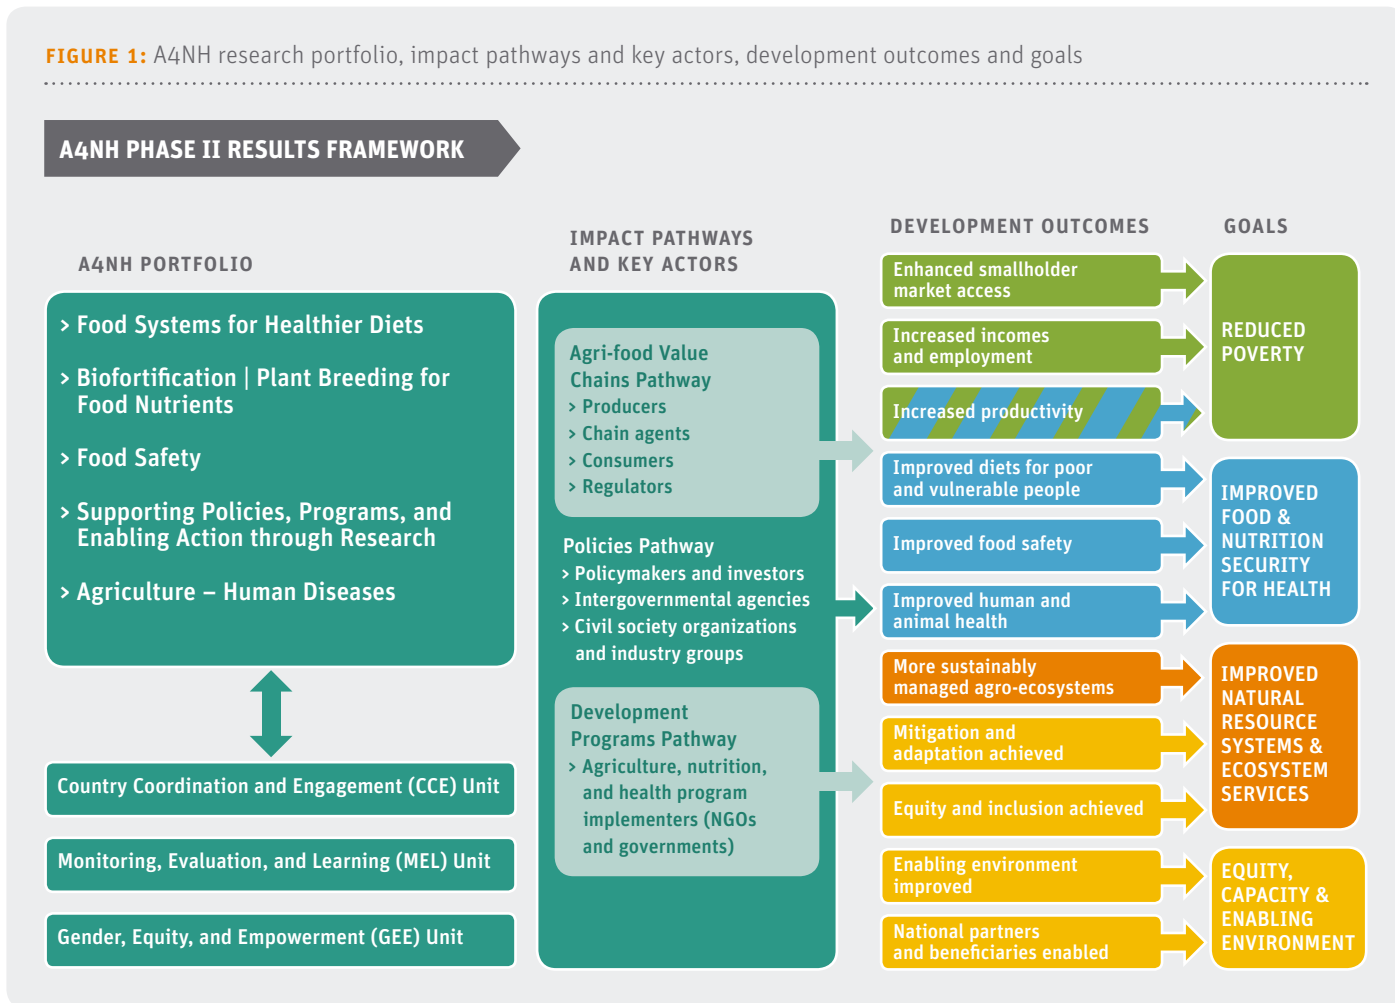 FIGURE 1: A4NH research portfolio, impact pathways and key actors, development outcomes and goals
A4NH PHASE II RESULTS FRAMEWORK
A4NH PORTFOLIO
> Food Systems for Healthier Diets
> Biofortification | Plant Breeding for
Food Nutrients
> Food Safety
> Supporting Policies, Programs, and
Enabling Action through Research
> Agriculture – Human Diseases
Country Coordination and Engagement (CCE) Unit
Monitoring, Evaluation, and Learning (MEL) Unit
Gender, Equity, and Empowerment (GEE) Unit
IMPACT PATHWAYS
AND KEY ACTORS
Agri-food Value
Chains Pathway
> Producers
> Chain agents
> Consumers
> Regulators
Policies Pathway
> Policymakers and investors
> Intergovernmental agencies
> Civil society organizations
and industry groups
Development
Programs Pathway
> Agriculture, nutrition,
and health program
implementers (NGOs
and governments)
DEVELOPMENT OUTCOMES
Enhanced smallholder
market access
Increased incomes
and employment
Increased productivity
Improved diets for poor
and vulnerable people
Improved food safety
Improved human and
animal health
More sustainably
managed agro-ecosystems
Mitigation and
adaptation achieved
Equity and inclusion achieved
Enabling environment
improved
National partners
and beneficiaries enabled
GOALS
REDUCED
POVERTY
IMPROVED
FOOD &
NUTRITION
SECURITY
FOR HEALTH
IMPROVED
NATURAL
RESOURCE
SYSTEMS &
ECOSYSTEM
SERVICES
EQUITY,
CAPACITY &
ENABLING
ENVIRONMENT